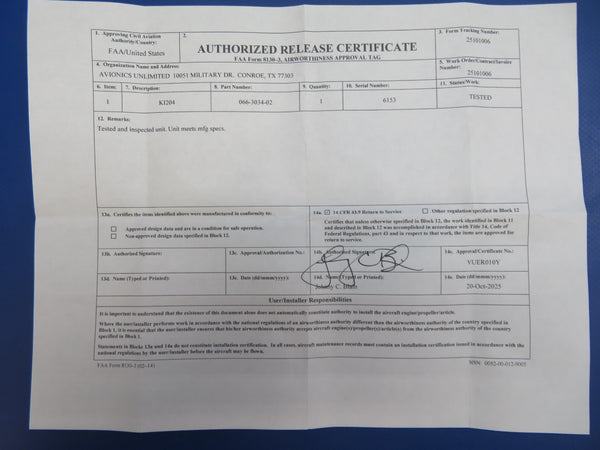 1. Approving Civil Aviation Authority/Country:
FAA/United States
2.
AUTHORIZED RELEASE CERTIFICATE
FAA Form 8130-3, AIRWORTHINESS APPROVAL TAG
3. Form Tracking Number:
25101006
4. Organization Name and Address:
AVIONICS UNLIMITED 10051 MILITARY DR. CONROE, TX 77303
5. Work Order/Contract/Invoice Number:
25101006
6. Item: 7. Description: 8. Part Number: 9. Quantity: 10. Serial Number: 11. Status/Work:
1 KI204 066-3034-02 1 6153 TESTED
12. Remarks:
Tested and inspected unit. Unit meets mfg specs.
13a. Certifies the items identified above were manufactured in conformity to:
Approved design data and are in a condition for safe operation.
Non-approved design data specified in Block 12.
14a. 14 CFR 43.9 Return to Service Other regulation/specified in Block 12
Certifies that unless otherwise specified in Block 12, the work identified in Block 11
and described in Block 12 was accomplished in accordance with Title 14, Code of
Federal Regulations, part 43 and in respect to that work, the items are approved for
return to service.
13b. Authorized Signature: 13c. Approval/Authorization No.: 14b. Authorized Signature: 14c. Approval/Certificate No.:
VUER010Y
13d. Name (Typed or Printed): 13e. Date (dd/mmm/yyyy): 14d. Name (Typed or Printed): 14e. Date (dd/mmm/yyyy):
Johnny C. 20-Oct-2025
User/Installer Responsibilities
It is important to understand that the existence of this document alone does not automatically constitute authority to install the aircraft engine/propeller/article.
Where the user/installer performs work in accordance with the national regulations of an airworthiness authority different than the airworthiness authority of the country specified in
Block 1, it is essential that the user/installer ensures that his/her airworthiness authority accepts aircraft engine(s)/propeller(s)/article(s) from the airworthiness authority of the country
specified in Block 1.
Statements in Blocks 13a and 14a do not constitute installation certification. In all cases, aircraft maintenance records must contain an installation certification issued in accordance with the
national regulations by the user/installer before the aircraft may be flown.
FAA Form 8130-3 (02-14) NSN: 0052-00-012-9005